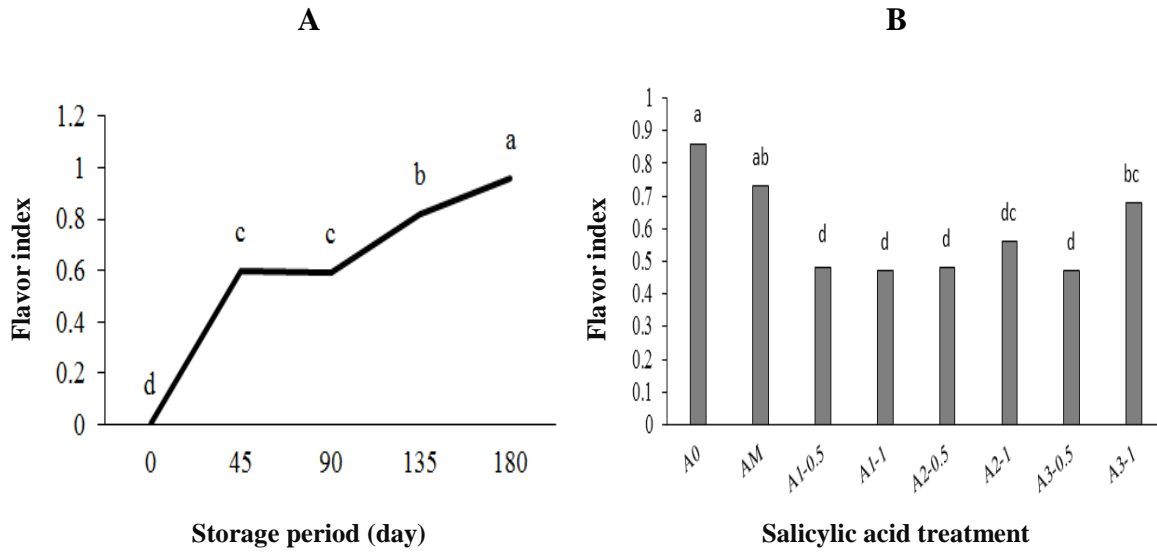 A
Flavor index
1.2
1
0.8
0.6
0.4
0.2
0
d
c
c
b
a
0 45 90 135 180
Storage period (day)
B
Flavor index
1
0.9
0.8
0.7
0.6
0.5
0.4
0.3
0.2
0.1
0
a
ab
d
d
d
dc
d
bc
A0 AM A1-0.5 A1-1 A2-0.5 A2-1 A3-0.5 A3-1
Salicylic acid treatment